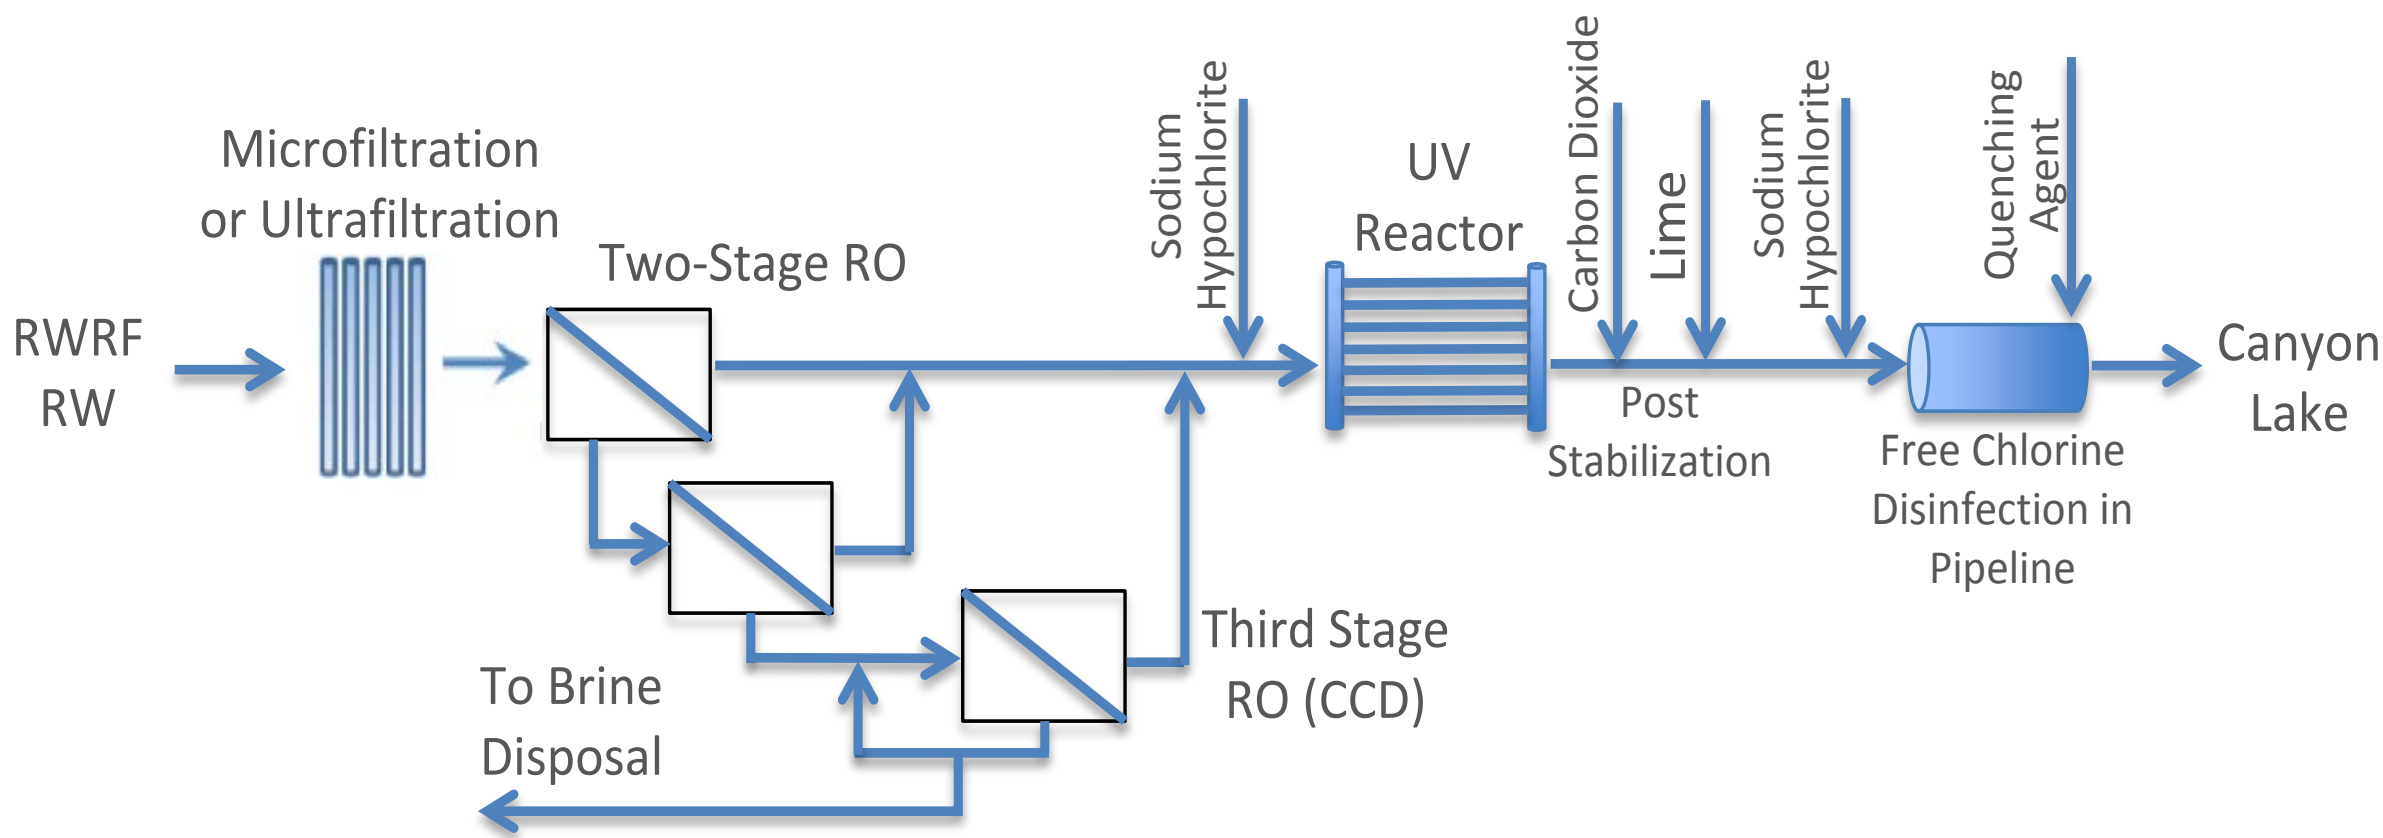 RWRF
RW
Microfiltration
or Ultrafiltration
Two-Stage RO
To Brine
Disposal
Third Stage
RO (CCD)
Sodium
Hypochlorite
UV
Reactor
Carbon Dioxide
Lime
Sodium
Hypochlorite
Post
Stabilization
Quenching
Agent
Free Chlorine
Disinfection in
Pipeline
Canyon
Lake